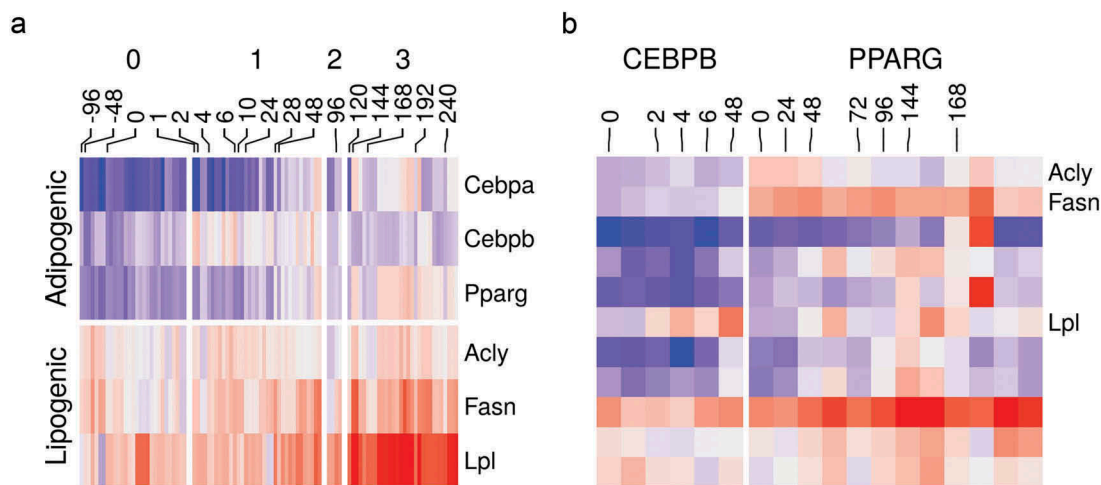 a
0 1 2 3
-96 -48 0 1 2 4 6 10 24 28 48 96 120 144 168 192 240
Adipogenic
Cebpa
Cebpb
Pparg
Lipogenic
Acly
Fasn
Lpl
b
CEBPB PPARG
0 2 4 6 48 0 24 48 72 96 144 168
Acly
Fasn
Lpl